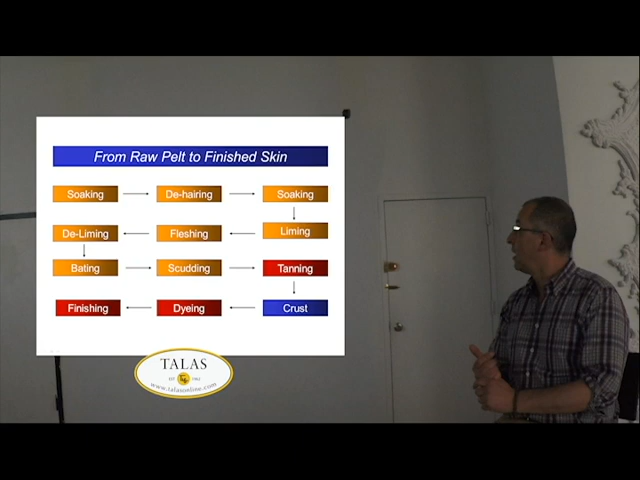 From Raw Pelt to Finished Skin
Soaking De-hairing Soaking
De-Liming Fleshing Liming
Bating Scudding Tanning
Finishing Dyeing Crust
TALAS
www.talasonline.com